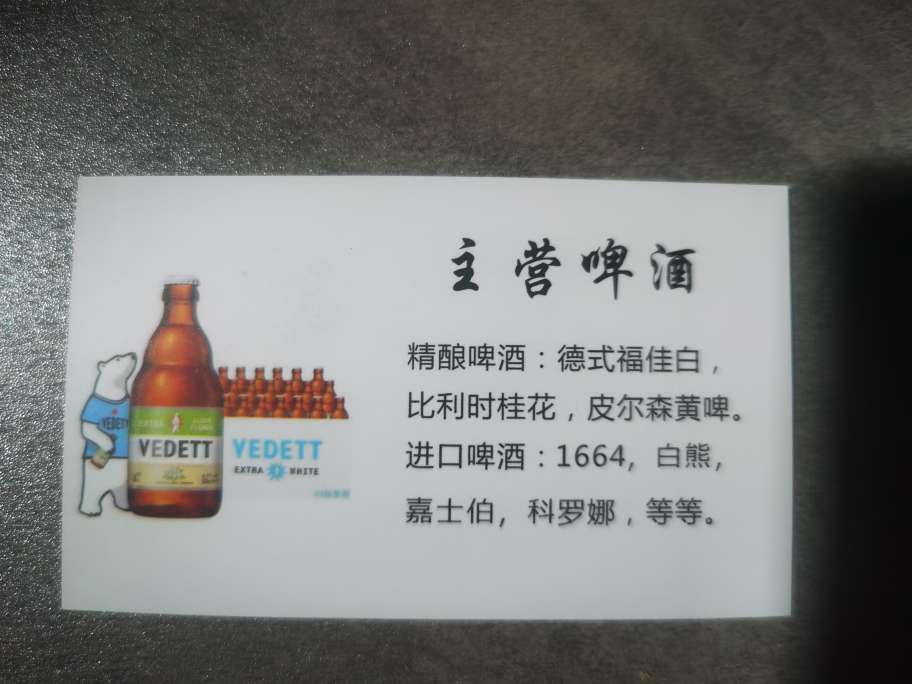 主营啤酒
精酿啤酒：德式福佳白，
比利时桂花，皮尔森黄啤。
进口啤酒：1664，白熊，
嘉士伯，科罗娜，等等。
VEDETT
EXTRA
VEDETT
VEDETT
EXTRA WHITE